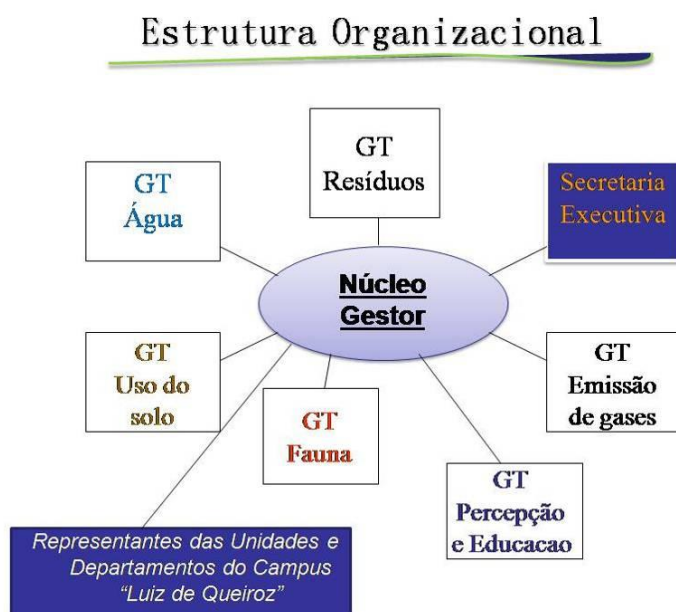 Estrutura Organizacional
GT
Resíduos
GT
Água
Secretaria
Executiva
Núcleo
Gestor
GT
Uso do
solo
GT
Fauna
GT
Emissão
de gases
GT
Percepção
e Educacao
Representantes das Unidades e
Departamentos do Campus
“Luiz de Queiroz”